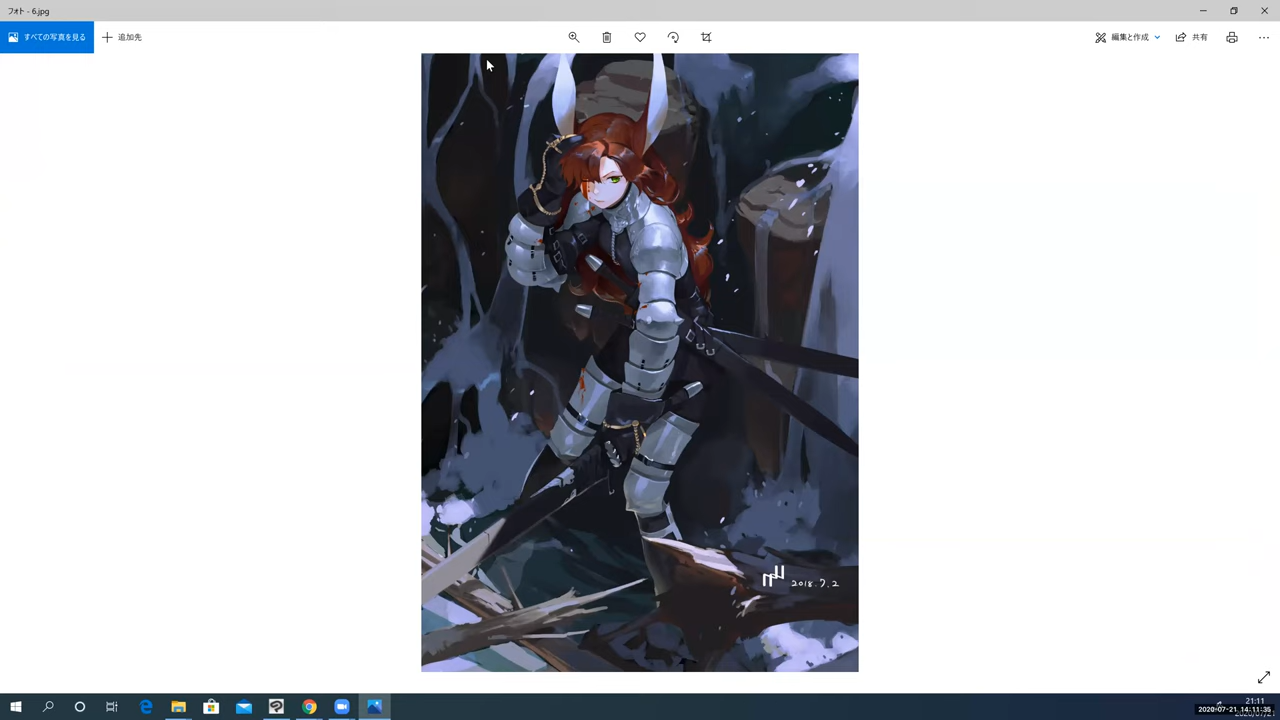 フォト - 6.jpg
すべての写真を見る
追加先
編集と作成
共有
2018.7.2
21:11
2020-07-21 14:11:35